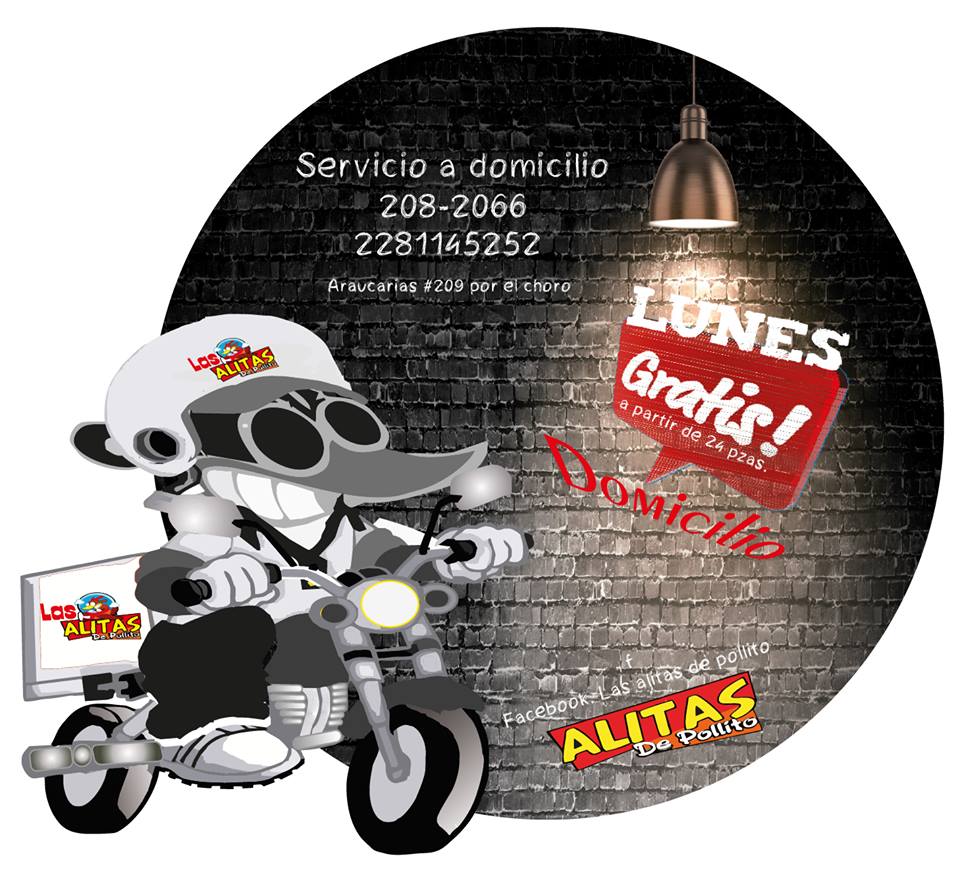 Servicio a domicilio
208-2066
2281145252
Araucarias #209 por el choro
LUNES
Gratis!
a partir de 24 pzas.
Domicilio
Las
ALITAS
De Pollito
Las
ALITAS
De Pollito
f
Facebook: Las alitas de pollito
ALITAS
De Pollito